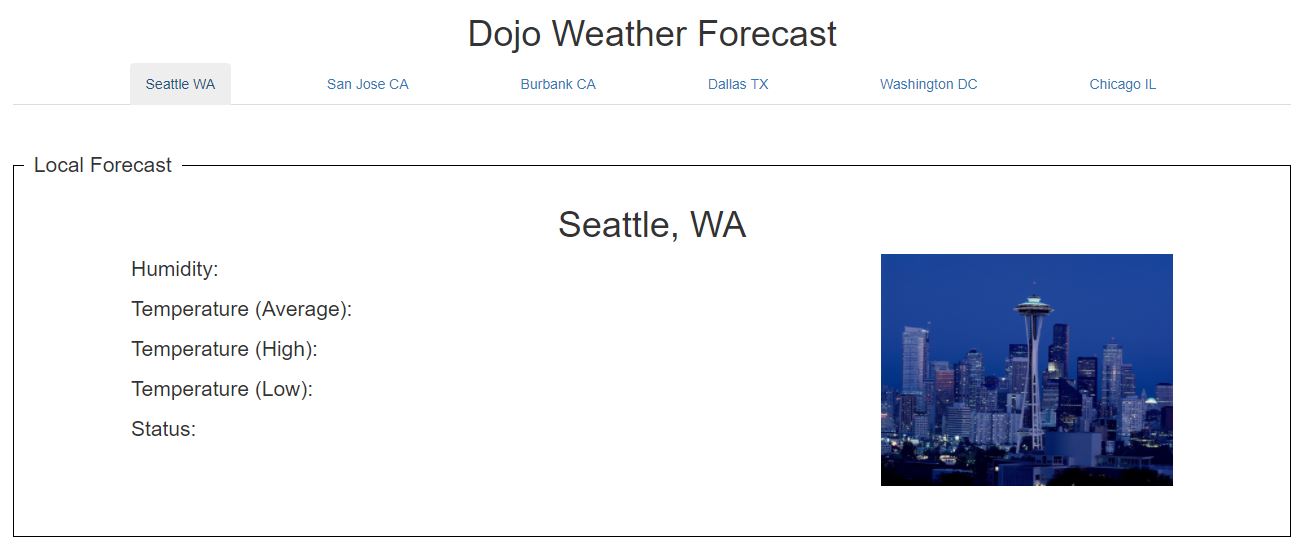 Dojo Weather Forecast
Seattle WA San Jose CA Burbank CA Dallas TX Washington DC Chicago IL
Local Forecast
Seattle, WA
Humidity:
Temperature (Average):
Temperature (High):
Temperature (Low):
Status: